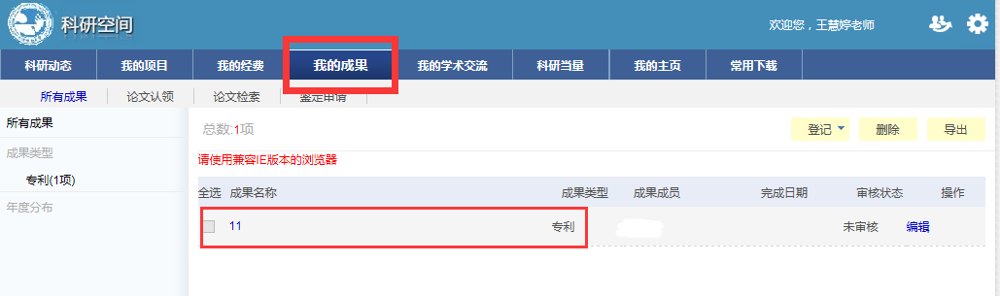 科研空间
欢迎您，王慧婷老师
科研动态 我的项目 我的经费 我的成果 我的学术交流 科研当量 我的主页 常用下载
所有成果 论文认领 论文检索 鉴定申请
所有成果
成果类型
专利(1项)
年度分布
总数:1项 登记 删除 导出
请使用兼容IE版本的浏览器
全选 成果名称 成果类型 成果成员 完成日期 审核状态 操作
11 专利 未审核 编辑